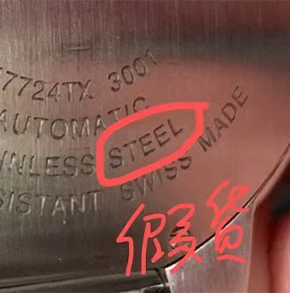 7724TX 3001
AUTOMATIC
INLESS STEEL
SISTANT SWISS MADE
假货